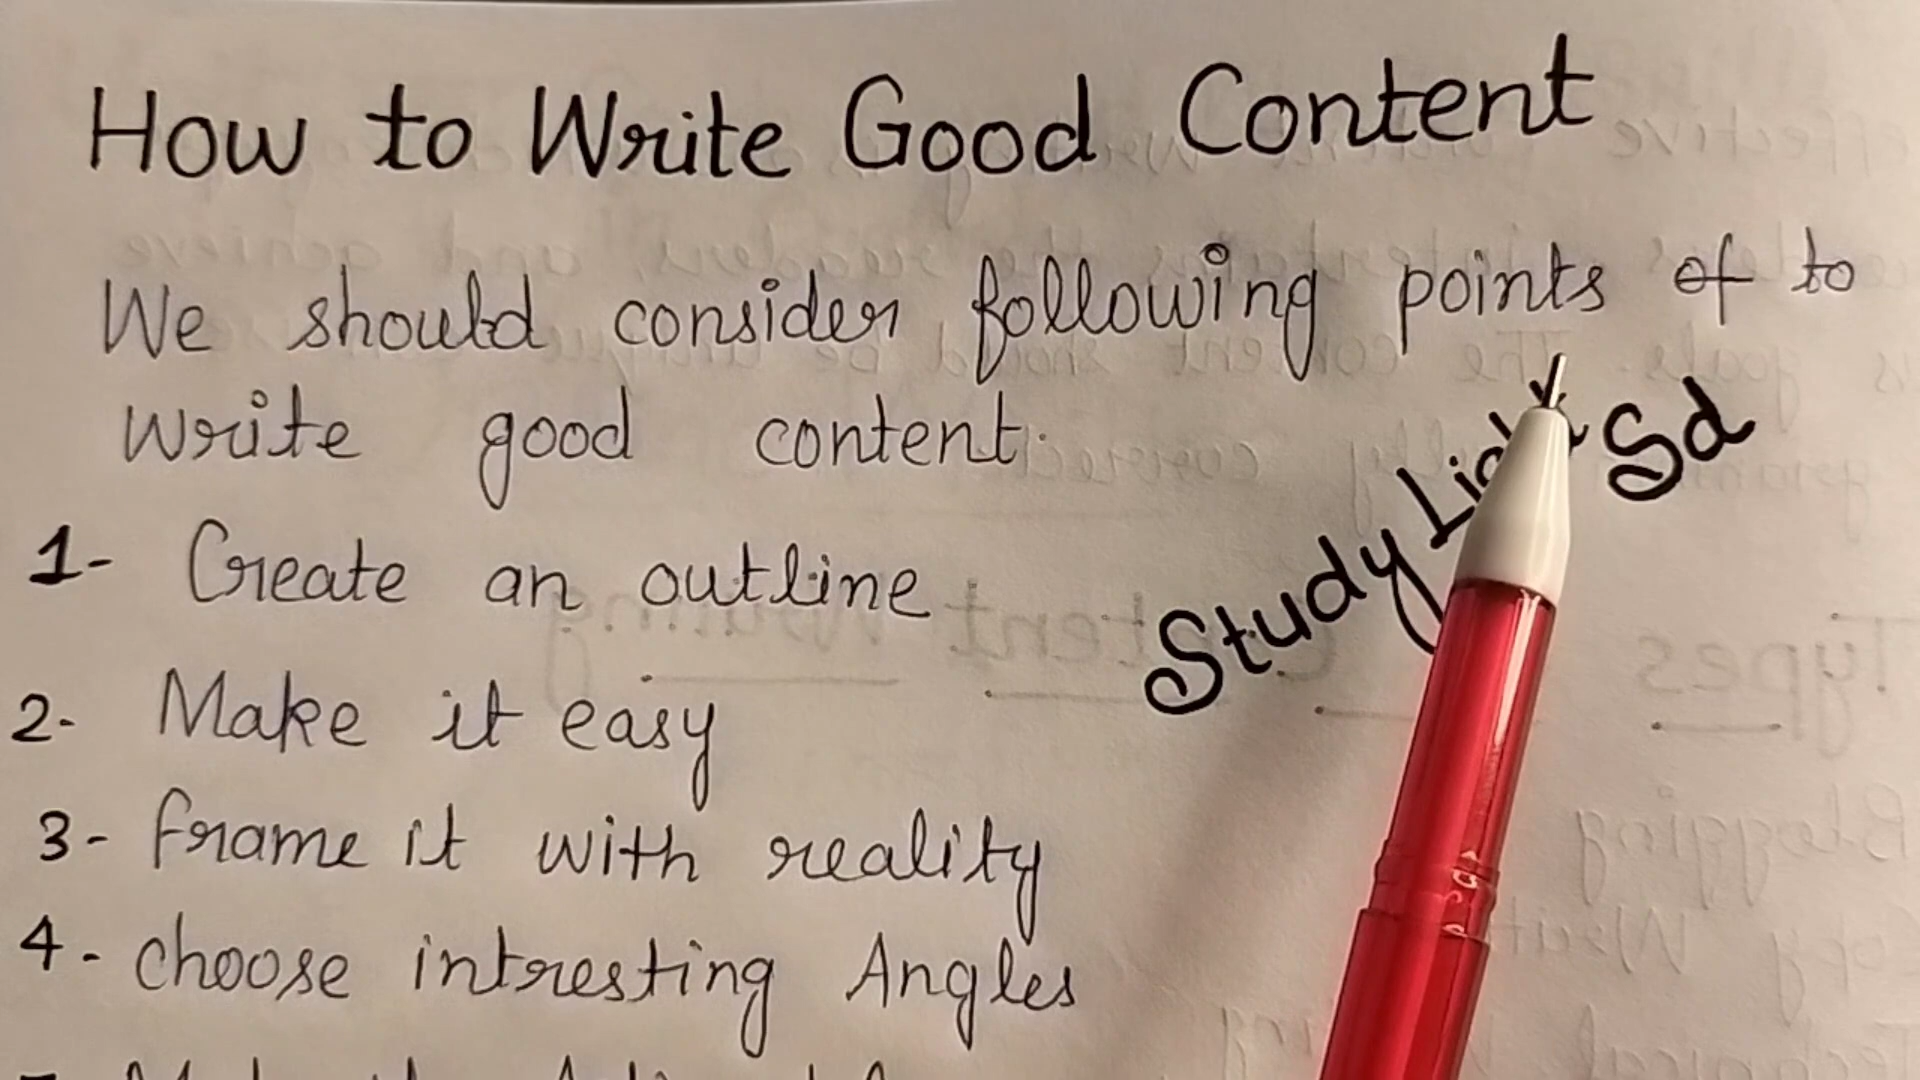 How to Write Good Content
We should consider following points of to
write good content.
1- Create an outline
2- Make it easy
3- frame it with reality
4- choose intresting Angles
Study
Sd